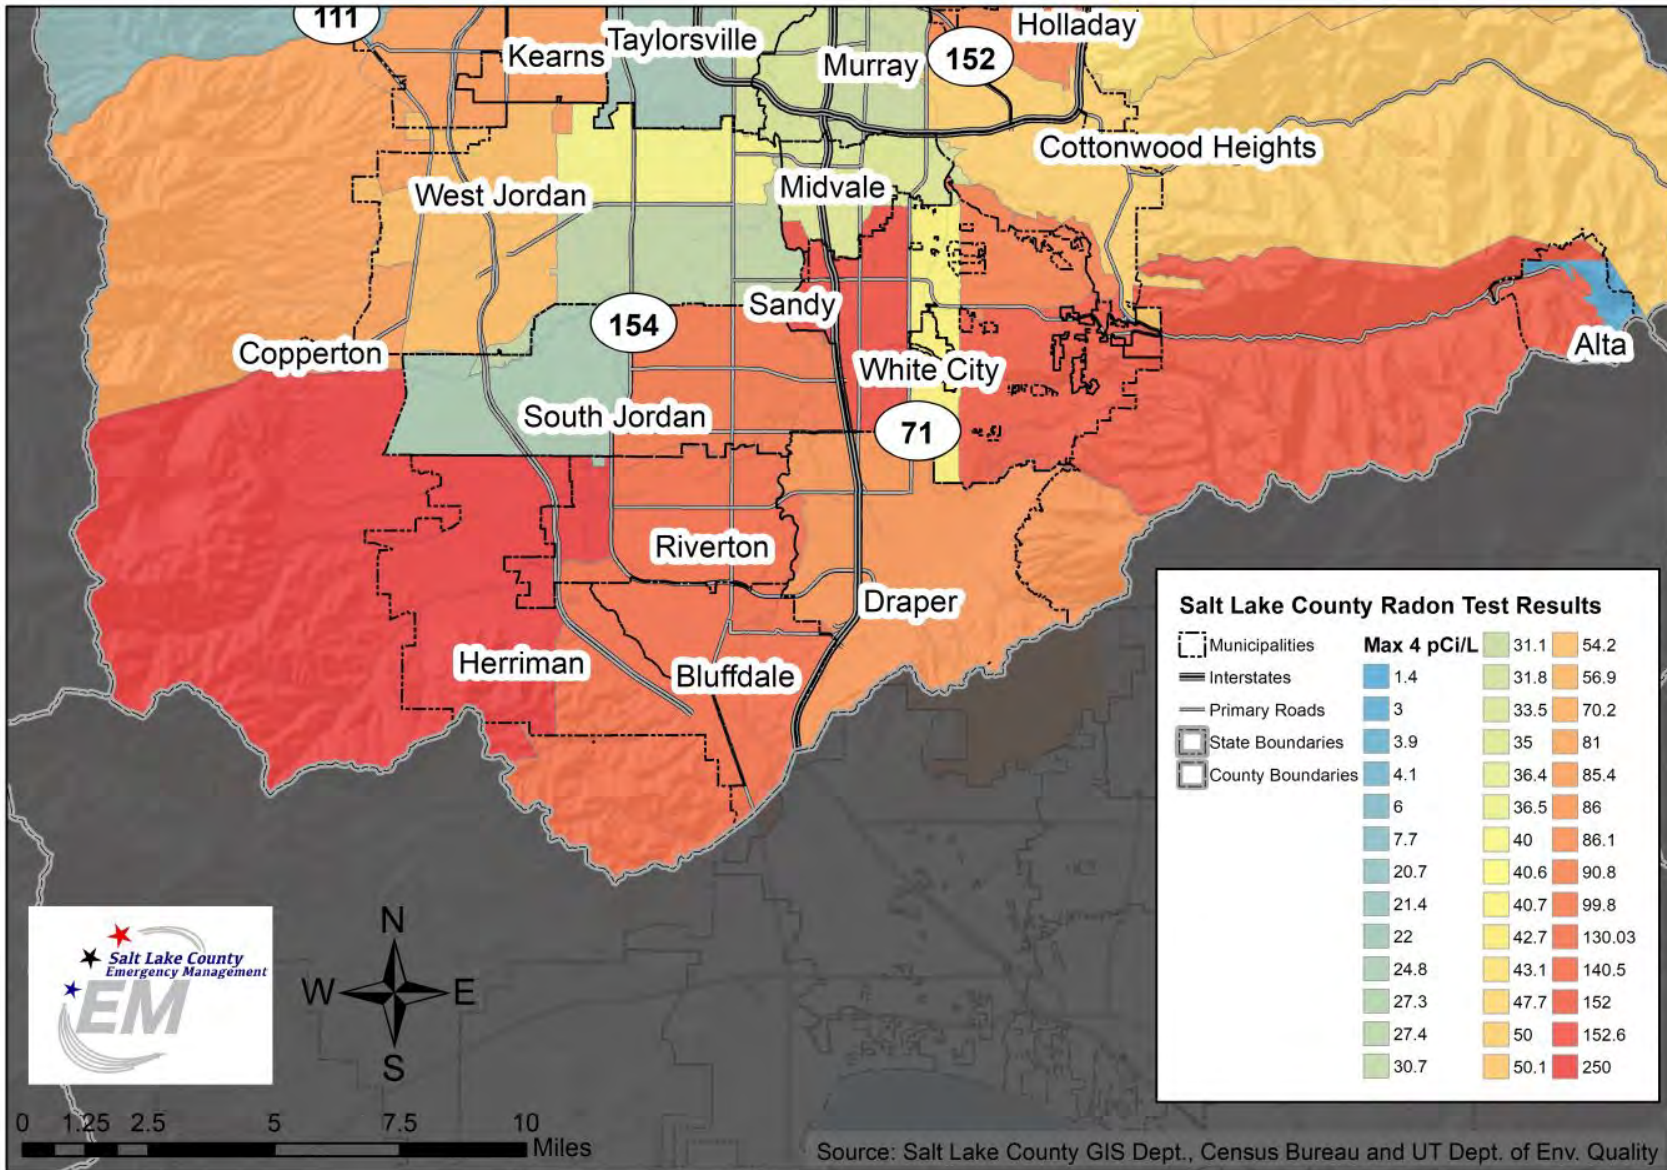 111
Kearns
Taylorsville
Murray
152
Holladay
Cottonwood Heights
West Jordan
Midvale
Sandy
154
Copperton
White City
Alta
South Jordan
71
Riverton
Draper
Herriman
Bluffdale
Salt Lake County Radon Test Results
Municipalities
Interstates
Primary Roads
State Boundaries
County Boundaries
Max 4 pCi/L
1.4
3
3.9
4.1
6
7.7
20.7
21.4
22
24.8
27.3
27.4
30.7
31.1
31.8
33.5
35
36.4
36.5
40
40.6
40.7
42.7
43.1
47.7
50
50.1
54.2
56.9
70.2
81
85.4
86
86.1
90.8
99.8
130.03
140.5
152
152.6
250
Salt Lake County
Emergency Management
EM
N
W E
S
0 1.25 2.5 5 7.5 10
Miles
Source: Salt Lake County GIS Dept., Census Bureau and UT Dept. of Env. Quality